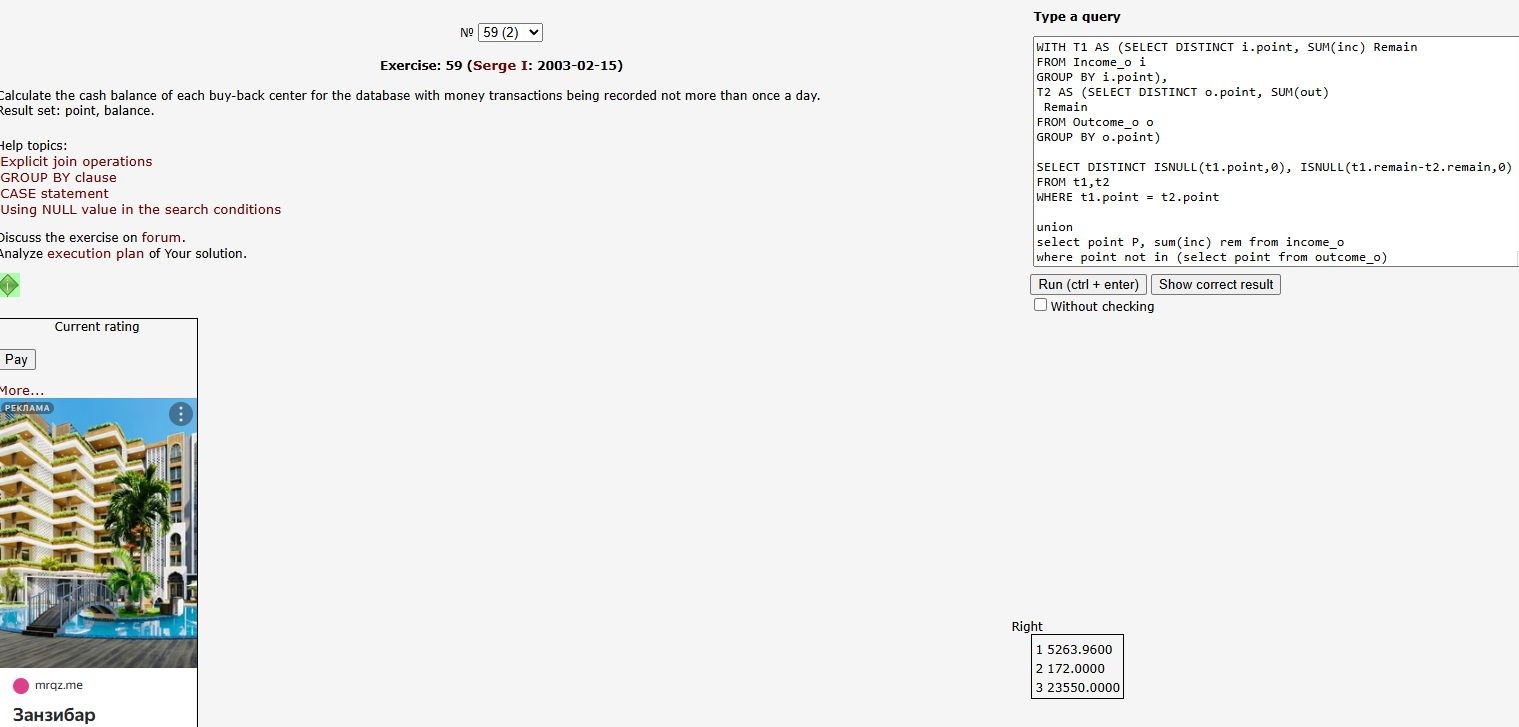 № 59 (2)
Exercise: 59 (Serge I: 2003-02-15)
Calculate the cash balance of each buy-back center for the database with money transactions being recorded not more than once a day.
Result set: point, balance.
Help topics:
Explicit join operations
GROUP BY clause
CASE statement
Using NULL value in the search conditions
Discuss the exercise on forum.
Analyze execution plan of Your solution.
Current rating
Pay
More...
РЕКЛАМА
mrqz.me
Занзибар
Type a query
WITH T1 AS (SELECT DISTINCT i.point, SUM(inc) Remain
FROM Income_o i
GROUP BY i.point),
T2 AS (SELECT DISTINCT o.point, SUM(out)
Remain
FROM Outcome_o o
GROUP BY o.point)
SELECT DISTINCT ISNULL(t1.point,0), ISNULL(t1.remain-t2.remain,0)
FROM t1,t2
WHERE t1.point = t2.point
union
select point P, sum(inc) rem from income_o
where point not in (select point from outcome_o)
Run (ctrl + enter) Show correct result
Without checking
Right
1 5263.9600
2 172.0000
3 23550.0000